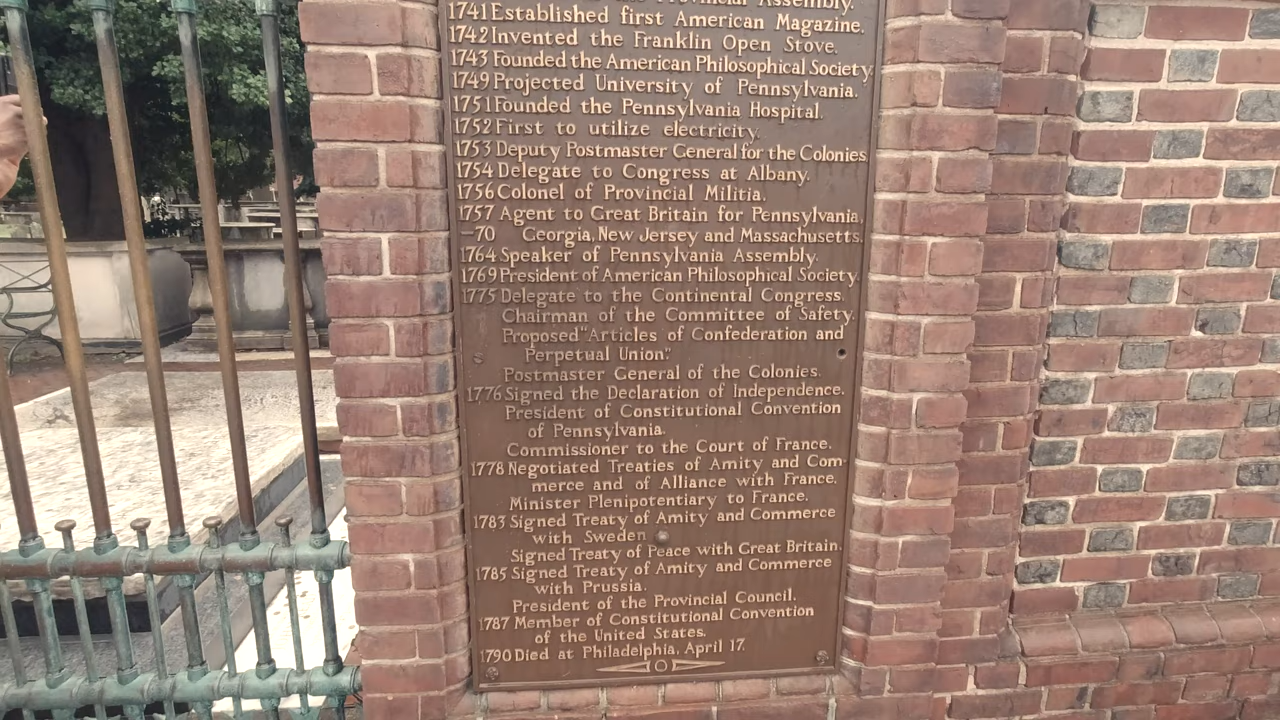 Provincial Assembly.
1741 Established first American Magazine.
1742 Invented the Franklin Open Stove.
1743 Founded the American Philosophical Society.
1749 Projected University of Pennsylvania.
1751 Founded the Pennsylvania Hospital.
1752 First to utilize electricity.
1753 Deputy Postmaster General for the Colonies.
1754 Delegate to Congress at Albany.
1756 Colonel of Provincial Militia.
1757 Agent to Great Britain for Pennsylvania,
-70 Georgia, New Jersey and Massachusetts.
1764 Speaker of Pennsylvania Assembly.
1769 President of American Philosophical Society.
1775 Delegate to the Continental Congress.
Chairman of the Committee of Safety.
Proposed "Articles of Confederation and
Perpetual Union."
Postmaster General of the Colonies.
1776 Signed the Declaration of Independence.
President of Constitutional Convention
of Pennsylvania.
Commissioner to the Court of France.
1778 Negotiated Treaties of Amity and Com-
merce and of Alliance with France.
Minister Plenipotentiary to France.
1783 Signed Treaty of Amity and Commerce
with Sweden
Signed Treaty of Peace with Great Britain.
1785 Signed Treaty of Amity and Commerce
with Prussia.
President of the Provincial Council.
1787 Member of Constitutional Convention
of the United States.
1790 Died at Philadelphia, April 17.